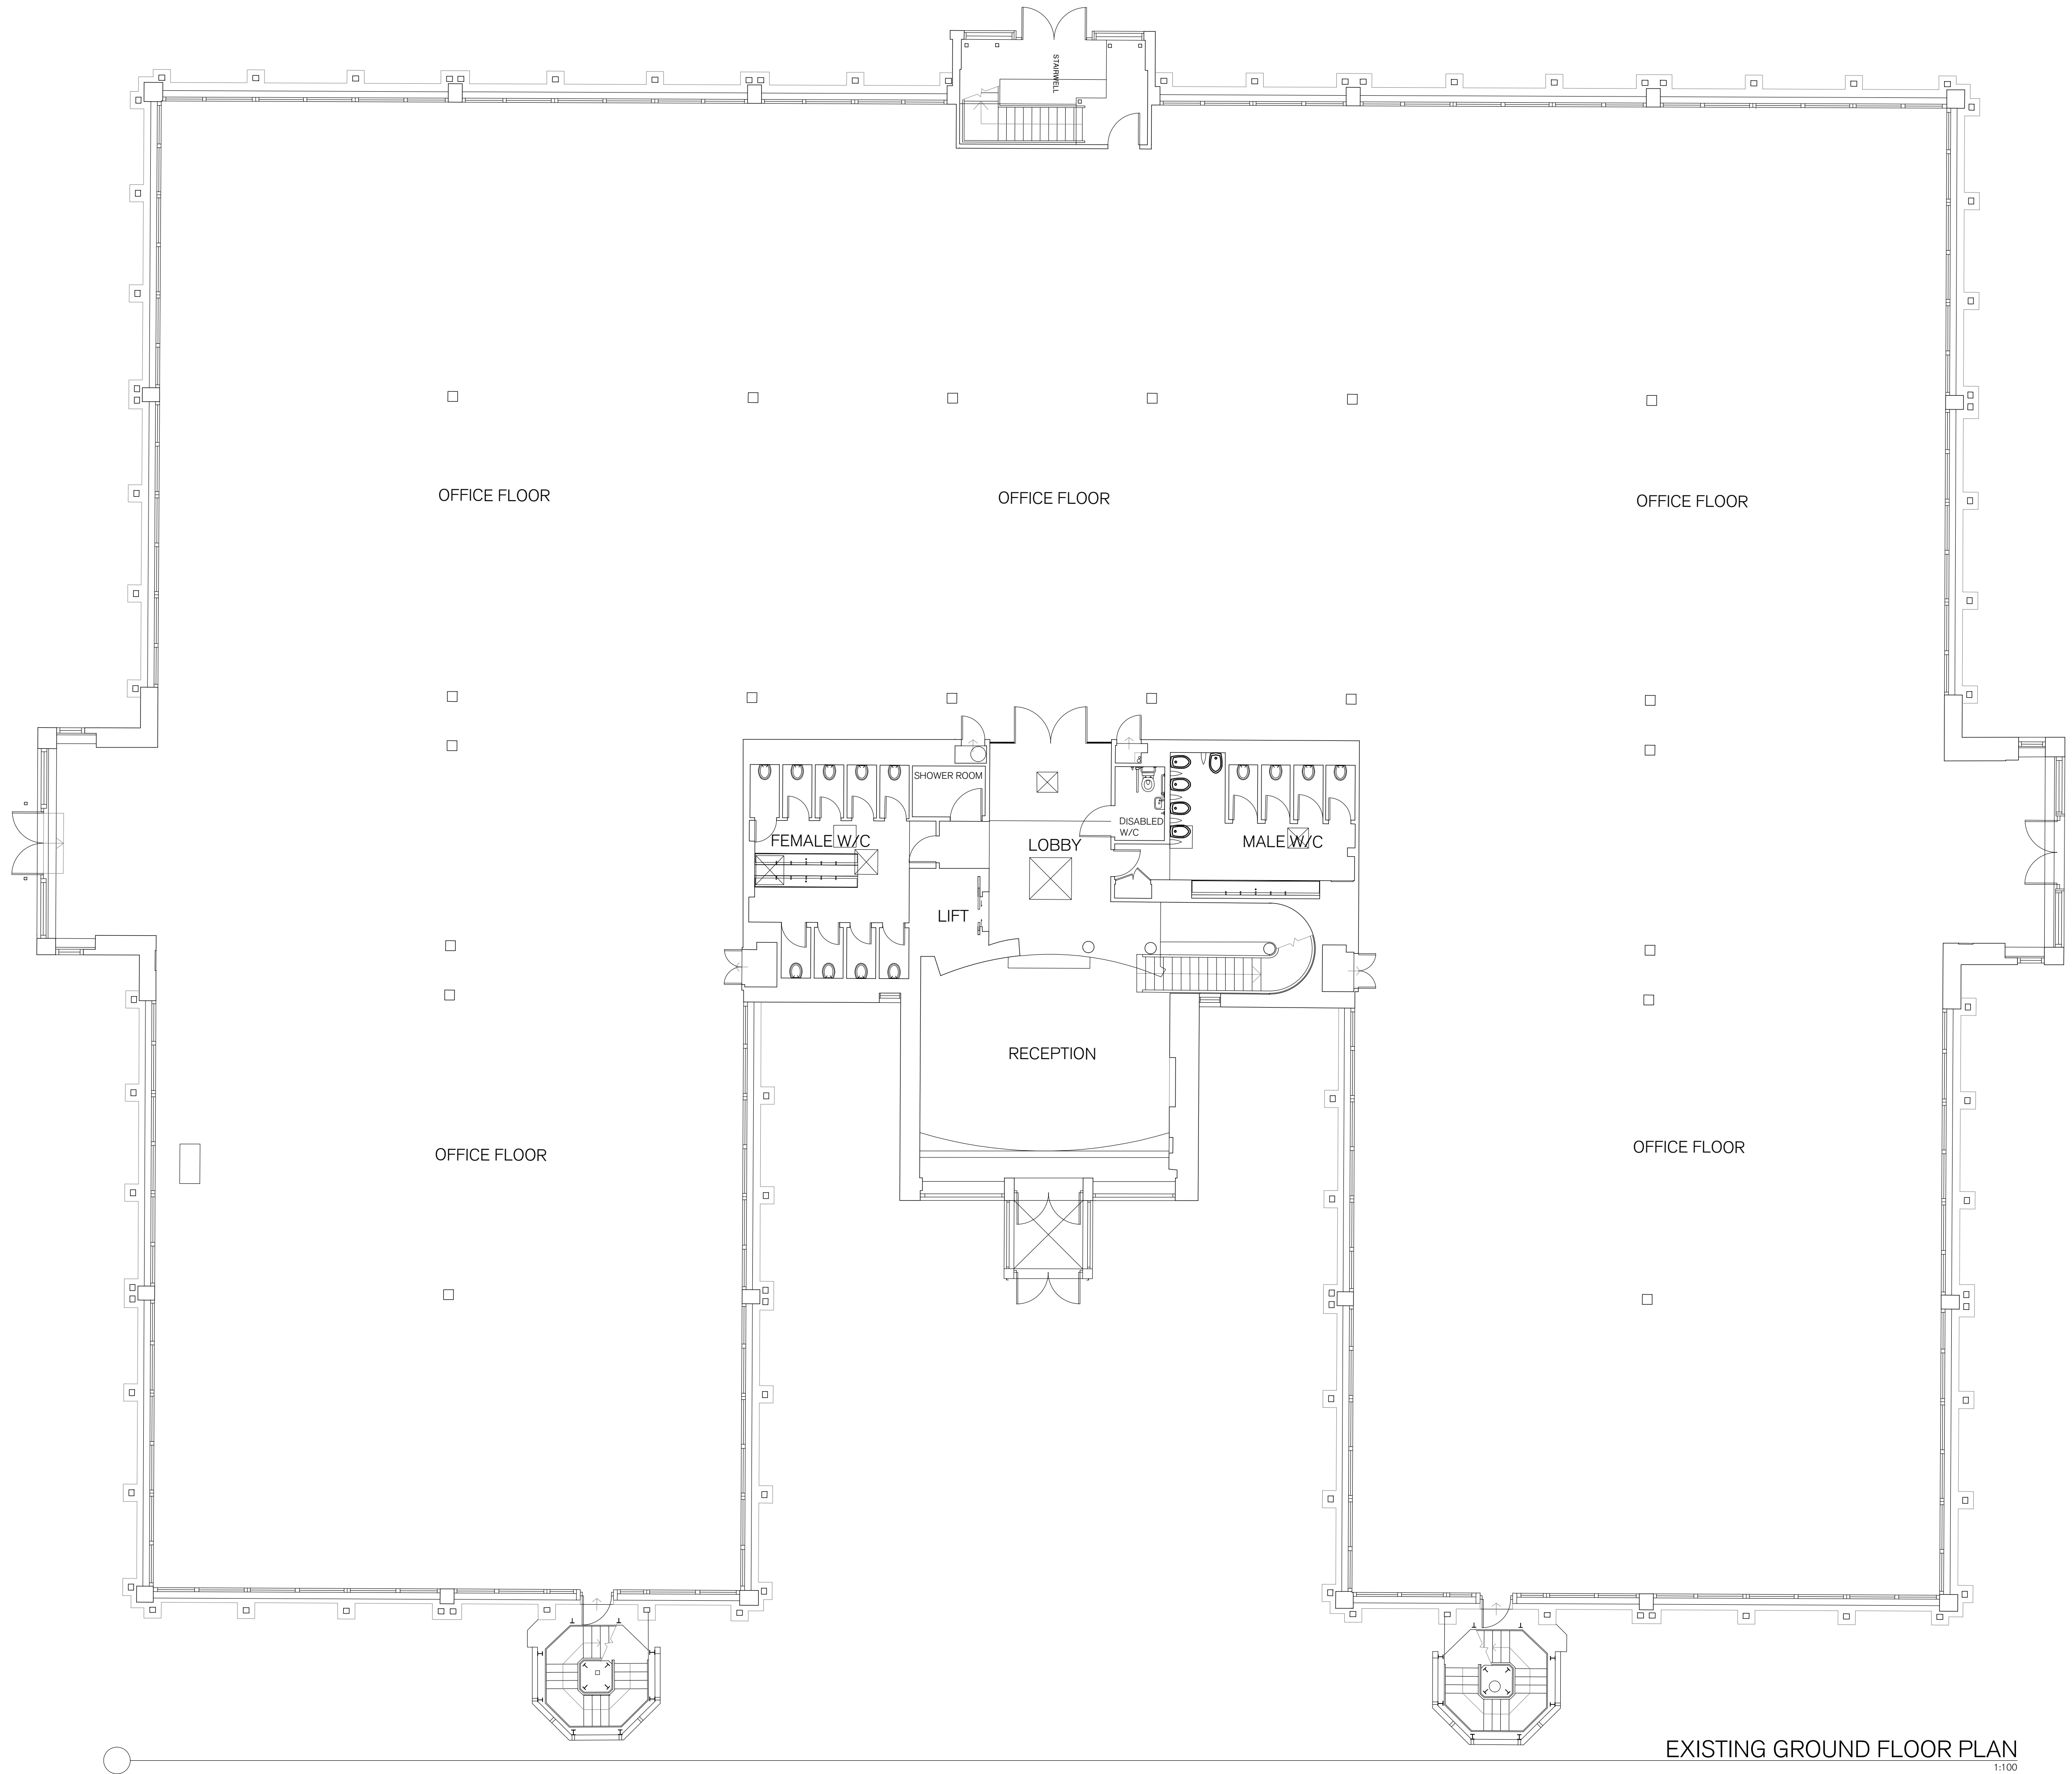 STAIRWELL
OFFICE FLOOR
OFFICE FLOOR
OFFICE FLOOR
SHOWER ROOM
DISABLED
W/C
FEMALE W/C
LOBBY
MALE W/C
LIFT
RECEPTION
OFFICE FLOOR
OFFICE FLOOR
EXISTING GROUND FLOOR PLAN
1:100